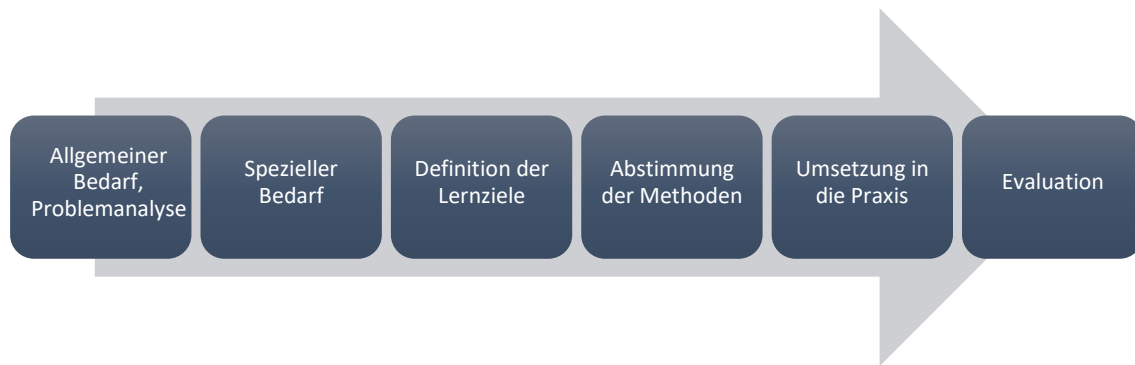 Allgemeiner
Bedarf,
Problemanalyse
Spezieller
Bedarf
Definition der
Lernziele
Abstimmung
der Methoden
Umsetzung in
die Praxis
Evaluation